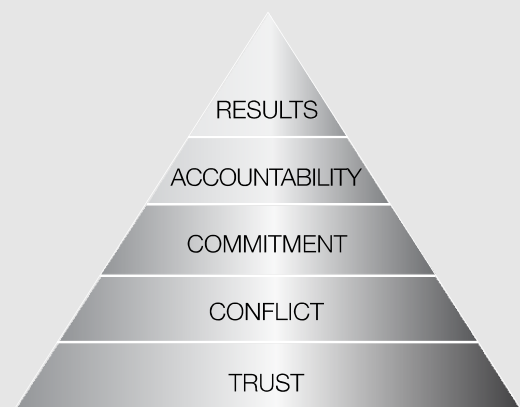 RESULTS
ACCOUNTABILITY
COMMITMENT
CONFLICT
TRUST